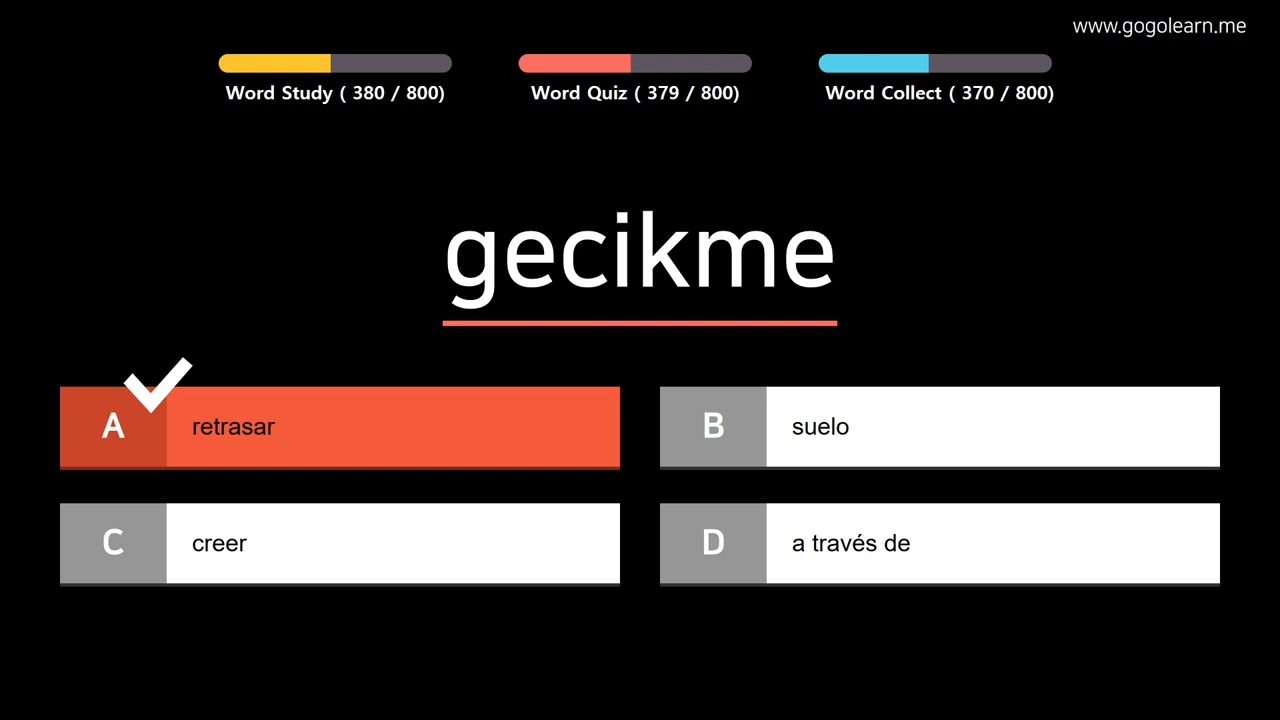 www.gogolearn.me
Word Study ( 380 / 800)
Word Quiz ( 379 / 800)
Word Collect ( 370 / 800)
gecikme
A
retrasar
B
suelo
C
creer
D
a través de